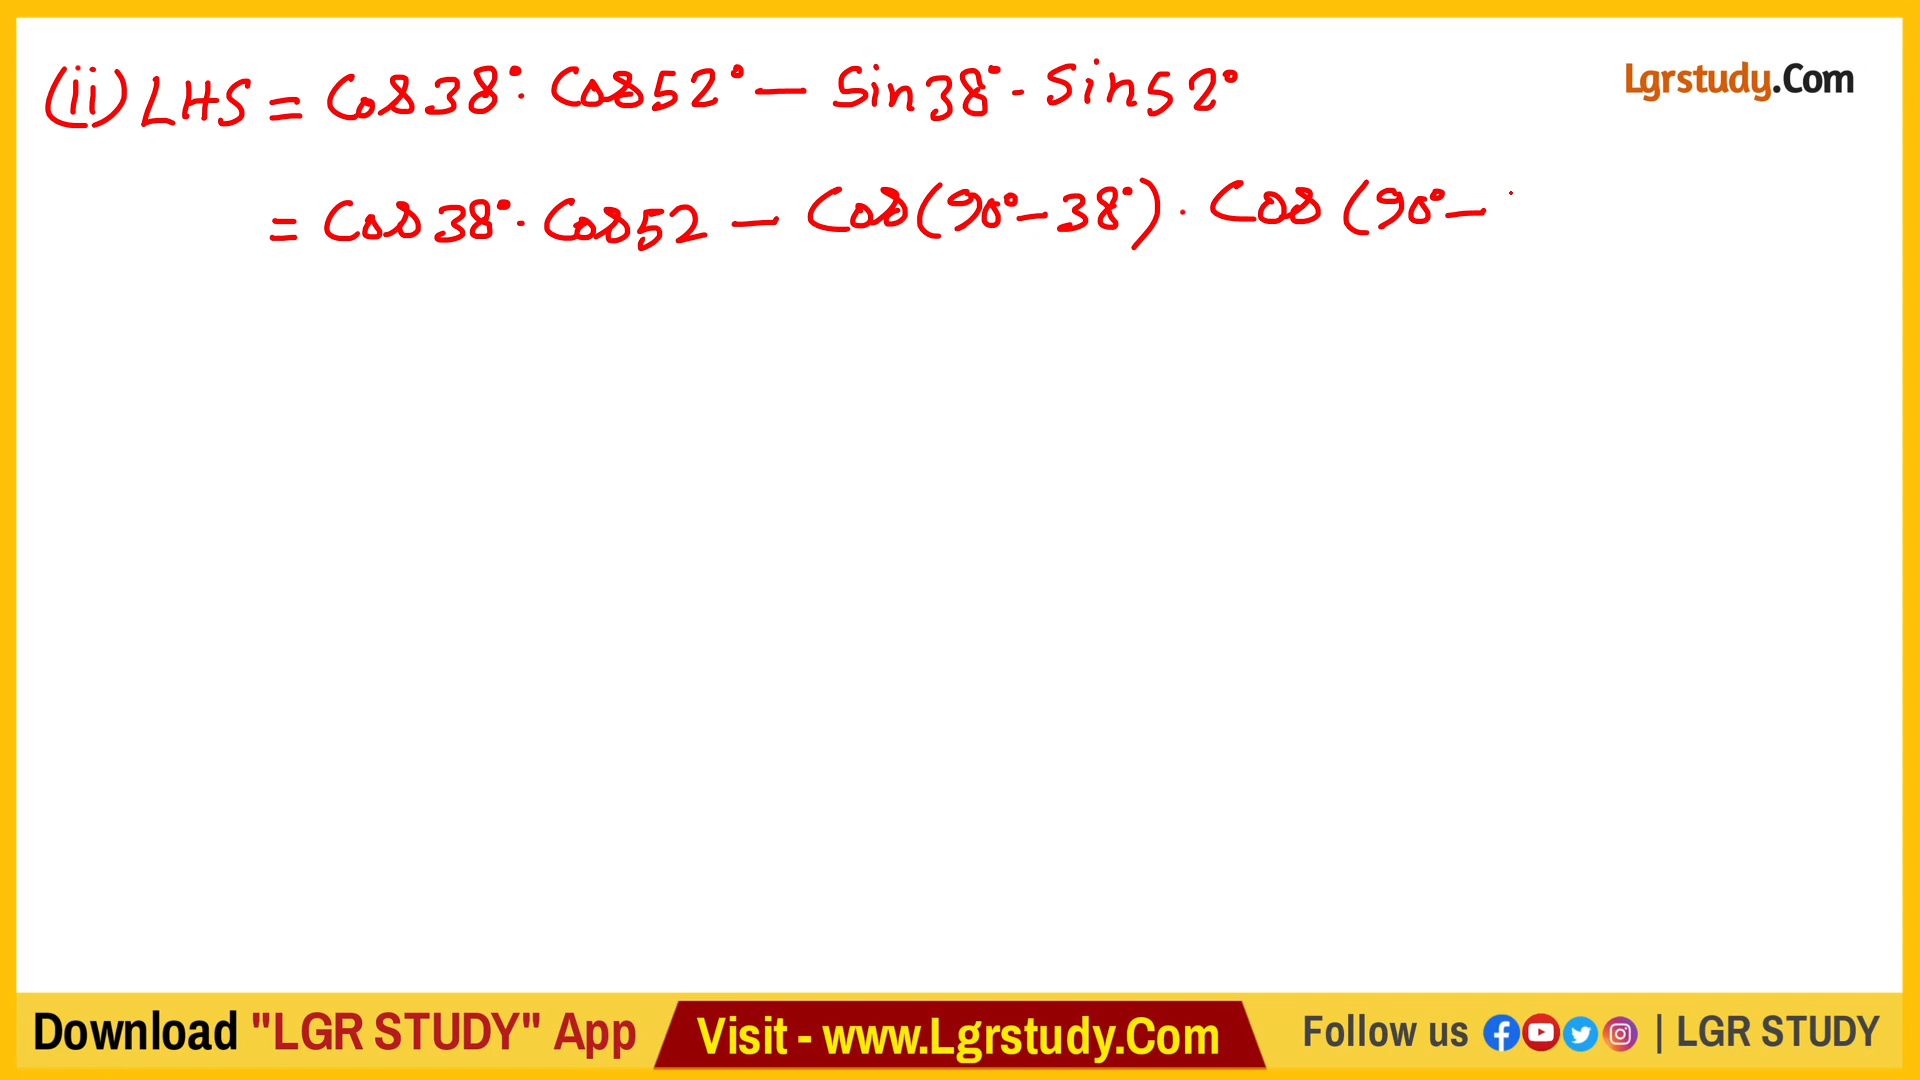 (ii) LHS = Cos38°. Cos52° – Sin38°. Sin52°
Lgrstudy.Com
= Cos38°. Cos52 – Cos(90°–38°). Cos(90°–
Download "LGR STUDY" App
Visit - www.Lgrstudy.Com
Follow us | LGR STUDY